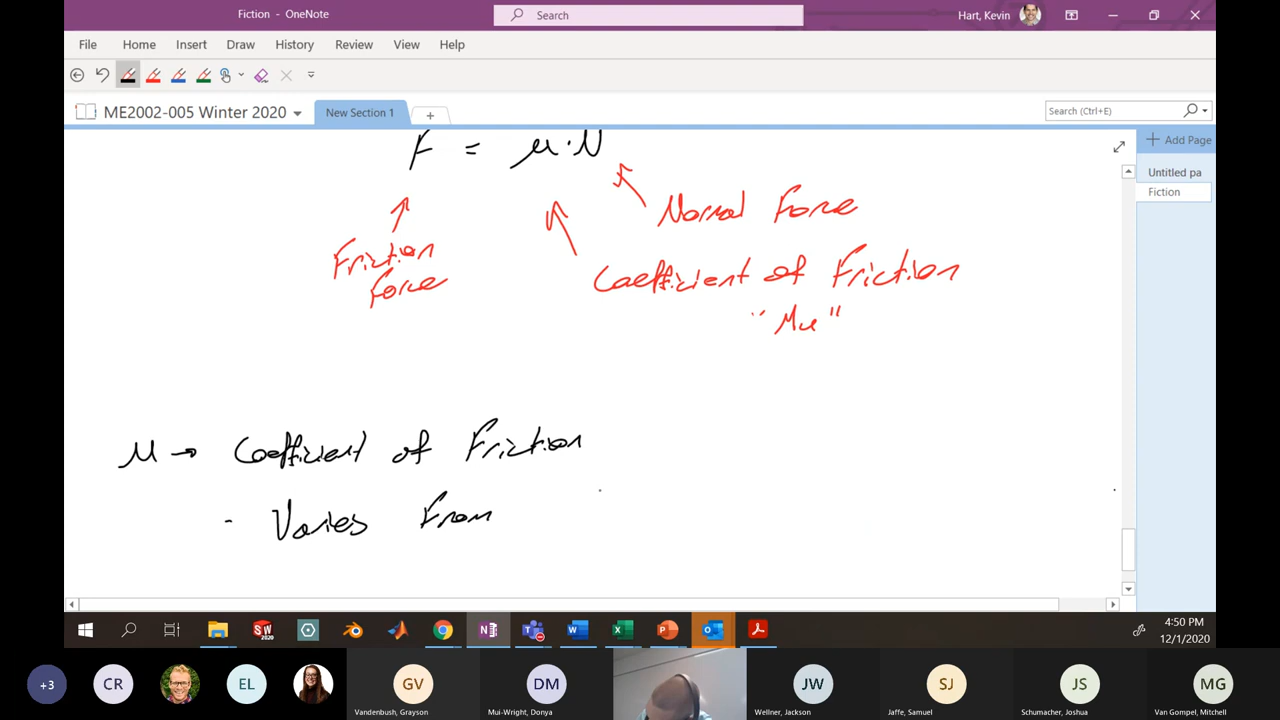 Fiction - OneNote
Search
Hart, Kevin
File Home Insert Draw History Review View Help
ME2002-005 Winter 2020
New Section 1
+
Search (Ctrl+E)
+ Add Page
Untitled pa
Fiction
F = μ·N
Normal Force
Friction
Force
Coefficient of Friction
"Mu"
μ → Coefficient of Friction
- Varies From
SW
2020
4:50 PM
12/1/2020
+3
CR
EL
GV
Vandenbush, Grayson
DM
Mui-Wright, Donya
JW
Wellner, Jackson
SJ
Jaffe, Samuel
JS
Schumacher, Joshua
MG
Van Gompel, Mitchell